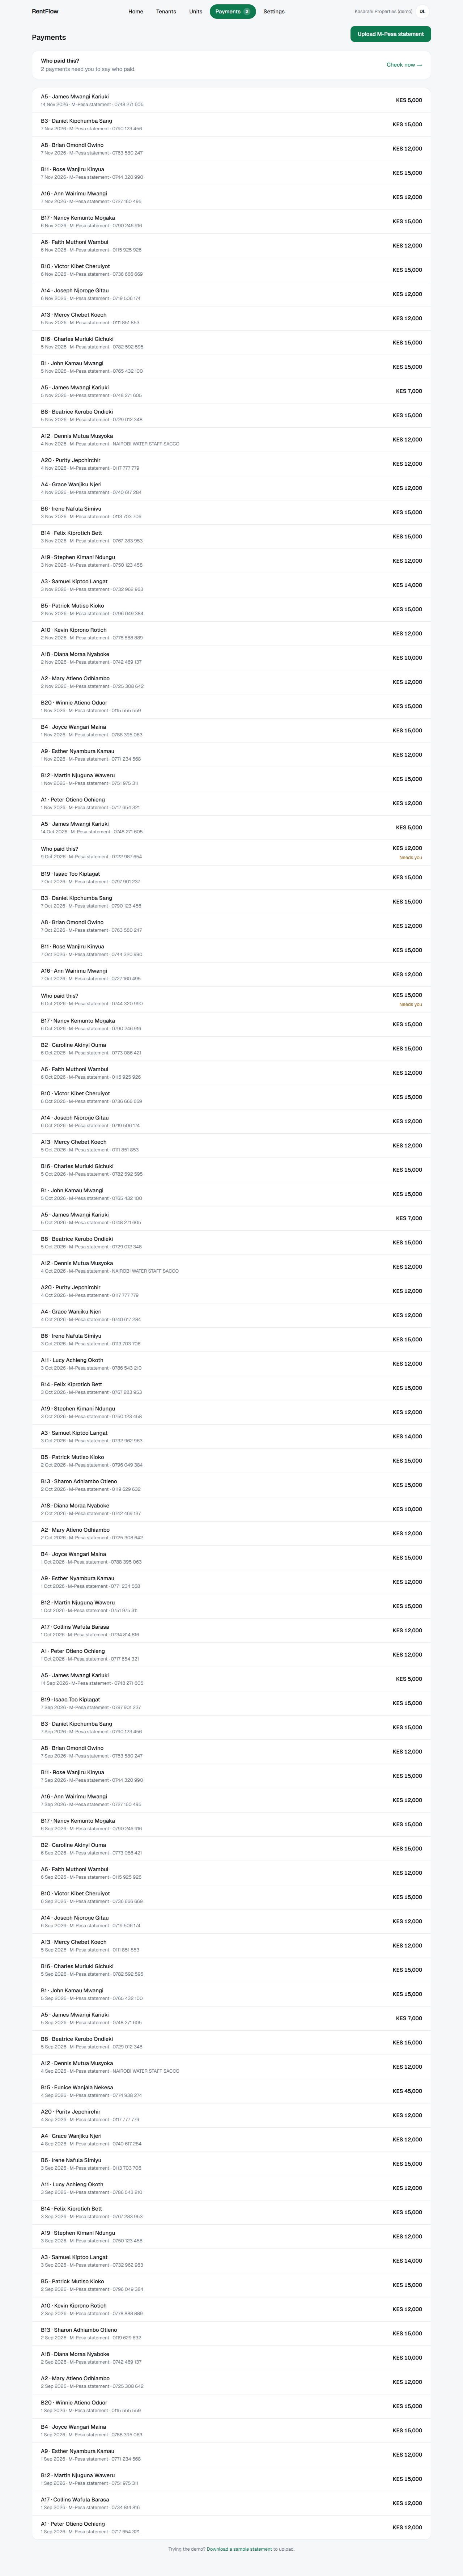 RentFlow
Home
Tenants
Units
Payments 2
Settings
Kasarani Properties (demo)
DL
Payments
Upload M-Pesa statement
Who paid this?
2 payments need you to say who paid.
Check now →
A5 · James Mwangi Kariuki
KES 5,000
14 Nov 2026 · M-Pesa statement · 0748 271 605
B3 · Daniel Kipchumba Sang
KES 15,000
7 Nov 2026 · M-Pesa statement · 0790 123 456
A8 · Brian Omondi Owino
KES 12,000
7 Nov 2026 · M-Pesa statement · 0763 580 247
B11 · Rose Wanjiru Kinyua
KES 15,000
7 Nov 2026 · M-Pesa statement · 0744 320 990
A16 · Ann Wairimu Mwangi
KES 12,000
7 Nov 2026 · M-Pesa statement · 0727 160 495
B17 · Nancy Kemunto Mogaka
KES 15,000
6 Nov 2026 · M-Pesa statement · 0790 246 916
A6 · Faith Muthoni Wambui
KES 12,000
6 Nov 2026 · M-Pesa statement · 0115 925 926
B10 · Victor Kibet Cheruiyot
KES 15,000
6 Nov 2026 · M-Pesa statement · 0736 666 669
A14 · Joseph Njoroge Gitau
KES 12,000
6 Nov 2026 · M-Pesa statement · 0719 506 174
A13 · Mercy Chebet Koech
KES 12,000
5 Nov 2026 · M-Pesa statement · 0111 851 853
B16 · Charles Muriuki Gichuki
KES 15,000
5 Nov 2026 · M-Pesa statement · 0782 592 595
B1 · John Kamau Mwangi
KES 15,000
5 Nov 2026 · M-Pesa statement · 0765 432 100
A5 · James Mwangi Kariuki
KES 7,000
5 Nov 2026 · M-Pesa statement · 0748 271 605
B8 · Beatrice Kerubo Ondieki
KES 15,000
5 Nov 2026 · M-Pesa statement · 0729 012 348
A12 · Dennis Mutua Musyoka
KES 12,000
4 Nov 2026 · M-Pesa statement · NAIROBI WATER STAFF SACCO
A20 · Purity Jepchirchir
KES 12,000
4 Nov 2026 · M-Pesa statement · 0117 777 779
A4 · Grace Wanjiku Njeri
KES 12,000
4 Nov 2026 · M-Pesa statement · 0740 617 284
B6 · Irene Nafula Simiyu
KES 15,000
3 Nov 2026 · M-Pesa statement · 0113 703 706
B14 · Felix Kiprotich Bett
KES 15,000
3 Nov 2026 · M-Pesa statement · 0767 283 953
A19 · Stephen Kimani Ndungu
KES 12,000
3 Nov 2026 · M-Pesa statement · 0750 123 458
A3 · Samuel Kiptoo Langat
KES 14,000
3 Nov 2026 · M-Pesa statement · 0732 962 963
B5 · Patrick Mutiso Kioko
KES 15,000
2 Nov 2026 · M-Pesa statement · 0796 049 384
A10 · Kevin Kiprono Rotich
KES 12,000
2 Nov 2026 · M-Pesa statement · 0778 888 886
A18 · Diana Moraa Nyaboke
KES 10,000
2 Nov 2026 · M-Pesa statement · 0742 469 137
A2 · Mary Atieno Odhiambo
KES 12,000
2 Nov 2026 · M-Pesa statement · 0725 308 642
B20 · Winnie Atieno Oduor
KES 15,000
1 Nov 2026 · M-Pesa statement · 0115 555 559
B4 · Joyce Wangari Maina
KES 15,000
1 Nov 2026 · M-Pesa statement · 0788 395 063
A9 · Esther Nyambura Kamau
KES 12,000
1 Nov 2026 · M-Pesa statement · 0771 234 566
B12 · Martin Njuguna Waweru
KES 15,000
1 Nov 2026 · M-Pesa statement · 0751 975 311
A1 · Peter Otieno Ochieng
KES 12,000
1 Nov 2026 · M-Pesa statement · 0717 654 321
A5 · James Mwangi Kariuki
KES 5,000
14 Oct 2026 · M-Pesa statement · 0748 271 605
Who paid this?
KES 12,000
9 Oct 2026 · M-Pesa statement · 0722 987 654
Needs you
B19 · Isaac Too Kiplagat
KES 15,000
7 Oct 2026 · M-Pesa statement · 0797 901 237
B3 · Daniel Kipchumba Sang
KES 15,000
7 Oct 2026 · M-Pesa statement · 0790 123 456
A8 · Brian Omondi Owino
KES 12,000
7 Oct 2026 · M-Pesa statement · 0763 580 247
B11 · Rose Wanjiru Kinyua
KES 15,000
7 Oct 2026 · M-Pesa statement · 0744 320 990
A16 · Ann Wairimu Mwangi
KES 12,000
7 Oct 2026 · M-Pesa statement · 0727 160 495
Who paid this?
KES 15,000
6 Oct 2026 · M-Pesa statement · 0744 320 990
Needs you
B17 · Nancy Kemunto Mogaka
KES 15,000
6 Oct 2026 · M-Pesa statement · 0790 246 916
B2 · Caroline Akinyi Ouma
KES 15,000
6 Oct 2026 · M-Pesa statement · 0773 086 421
A6 · Faith Muthoni Wambui
KES 12,000
6 Oct 2026 · M-Pesa statement · 0115 925 926
B10 · Victor Kibet Cheruiyot
KES 15,000
6 Oct 2026 · M-Pesa statement · 0736 666 669
A14 · Joseph Njoroge Gitau
KES 12,000
6 Oct 2026 · M-Pesa statement · 0719 506 174
A13 · Mercy Chebet Koech
KES 12,000
5 Oct 2026 · M-Pesa statement · 0111 851 853
B16 · Charles Muriuki Gichuki
KES 15,000
5 Oct 2026 · M-Pesa statement · 0782 592 595
B1 · John Kamau Mwangi
KES 15,000
5 Oct 2026 · M-Pesa statement · 0765 432 100
A5 · James Mwangi Kariuki
KES 7,000
5 Oct 2026 · M-Pesa statement · 0748 271 605
B8 · Beatrice Kerubo Ondieki
KES 15,000
5 Oct 2026 · M-Pesa statement · 0729 012 348
A12 · Dennis Mutua Musyoka
KES 12,000
4 Oct 2026 · M-Pesa statement · NAIROBI WATER STAFF SACCO
A20 · Purity Jepchirchir
KES 12,000
4 Oct 2026 · M-Pesa statement · 0117 777 779
A4 · Grace Wanjiku Njeri
KES 12,000
4 Oct 2026 · M-Pesa statement · 0740 617 284
B6 · Irene Nafula Simiyu
KES 15,000
3 Oct 2026 · M-Pesa statement · 0113 703 706
A11 · Lucy Achieng Okoth
KES 12,000
3 Oct 2026 · M-Pesa statement · 0786 543 210
B14 · Felix Kiprotich Bett
KES 15,000
3 Oct 2026 · M-Pesa statement · 0767 283 953
A19 · Stephen Kimani Ndungu
KES 12,000
3 Oct 2026 · M-Pesa statement · 0750 123 458
A3 · Samuel Kiptoo Langat
KES 14,000
3 Oct 2026 · M-Pesa statement · 0732 962 963
B5 · Patrick Mutiso Kioko
KES 15,000
2 Oct 2026 · M-Pesa statement · 0796 049 384
B13 · Sharon Adhiambo Otieno
KES 15,000
2 Oct 2026 · M-Pesa statement · 0119 629 632
A18 · Diana Moraa Nyaboke
KES 10,000
2 Oct 2026 · M-Pesa statement · 0742 469 137
A2 · Mary Atieno Odhiambo
KES 12,000
2 Oct 2026 · M-Pesa statement · 0725 308 642
B4 · Joyce Wangari Maina
KES 15,000
1 Oct 2026 · M-Pesa statement · 0788 395 063
A9 · Esther Nyambura Kamau
KES 12,000
1 Oct 2026 · M-Pesa statement · 0771 234 566
B12 · Martin Njuguna Waweru
KES 15,000
1 Oct 2026 · M-Pesa statement · 0751 975 311
A17 · Collins Wafula Barasa
KES 12,000
1 Oct 2026 · M-Pesa statement · 0734 814 816
A1 · Peter Otieno Ochieng
KES 12,000
1 Oct 2026 · M-Pesa statement · 0717 654 321
A5 · James Mwangi Kariuki
KES 5,000
14 Sep 2026 · M-Pesa statement · 0748 271 605
B19 · Isaac Too Kiplagat
KES 15,000
7 Sep 2026 · M-Pesa statement · 0797 901 237
B3 · Daniel Kipchumba Sang
KES 15,000
7 Sep 2026 · M-Pesa statement · 0790 123 456
A8 · Brian Omondi Owino
KES 12,000
7 Sep 2026 · M-Pesa statement · 0763 580 247
B11 · Rose Wanjiru Kinyua
KES 15,000
7 Sep 2026 · M-Pesa statement · 0744 320 990
A16 · Ann Wairimu Mwangi
KES 12,000
7 Sep 2026 · M-Pesa statement · 0727 160 495
B17 · Nancy Kemunto Mogaka
KES 15,000
6 Sep 2026 · M-Pesa statement · 0790 246 916
B2 · Caroline Akinyi Ouma
KES 15,000
6 Sep 2026 · M-Pesa statement · 0773 086 421
A6 · Faith Muthoni Wambui
KES 12,000
6 Sep 2026 · M-Pesa statement · 0115 925 926
B10 · Victor Kibet Cheruiyot
KES 15,000
6 Sep 2026 · M-Pesa statement · 0736 666 669
A14 · Joseph Njoroge Gitau
KES 12,000
6 Sep 2026 · M-Pesa statement · 0719 506 174
A13 · Mercy Chebet Koech
KES 12,000
5 Sep 2026 · M-Pesa statement · 0111 851 853
B16 · Charles Muriuki Gichuki
KES 15,000
5 Sep 2026 · M-Pesa statement · 0782 592 595
B1 · John Kamau Mwangi
KES 15,000
5 Sep 2026 · M-Pesa statement · 0765 432 100
A5 · James Mwangi Kariuki
KES 7,000
5 Sep 2026 · M-Pesa statement · 0748 271 605
B8 · Beatrice Kerubo Ondieki
KES 15,000
5 Sep 2026 · M-Pesa statement · 0729 012 348
A12 · Dennis Mutua Musyoka
KES 12,000
4 Sep 2026 · M-Pesa statement · NAIROBI WATER STAFF SACCO
B15 · Eunice Wanjala Nekesa
KES 45,000
4 Sep 2026 · M-Pesa statement · 0774 938 274
A20 · Purity Jepchirchir
KES 12,000
4 Sep 2026 · M-Pesa statement · 0117 777 779
A4 · Grace Wanjiku Njeri
KES 12,000
4 Sep 2026 · M-Pesa statement · 0740 617 284
B6 · Irene Nafula Simiyu
KES 15,000
3 Sep 2026 · M-Pesa statement · 0113 703 706
A11 · Lucy Achieng Okoth
KES 12,000
3 Sep 2026 · M-Pesa statement · 0786 543 210
B14 · Felix Kiprotich Bett
KES 15,000
3 Sep 2026 · M-Pesa statement · 0767 283 953
A19 · Stephen Kimani Ndungu
KES 12,000
3 Sep 2026 · M-Pesa statement · 0750 123 458
A3 · Samuel Kiptoo Langat
KES 14,000
3 Sep 2026 · M-Pesa statement · 0732 962 963
B5 · Patrick Mutiso Kioko
KES 15,000
2 Sep 2026 · M-Pesa statement · 0796 049 384
A10 · Kevin Kiprono Rotich
KES 12,000
2 Sep 2026 · M-Pesa statement · 0778 888 886
B13 · Sharon Adhiambo Otieno
KES 15,000
2 Sep 2026 · M-Pesa statement · 0119 629 632
A18 · Diana Moraa Nyaboke
KES 10,000
2 Sep 2026 · M-Pesa statement · 0742 469 137
A2 · Mary Atieno Odhiambo
KES 12,000
2 Sep 2026 · M-Pesa statement · 0725 308 642
B20 · Winnie Atieno Oduor
KES 15,000
1 Sep 2026 · M-Pesa statement · 0115 555 559
B4 · Joyce Wangari Maina
KES 15,000
1 Sep 2026 · M-Pesa statement · 0788 395 063
A9 · Esther Nyambura Kamau
KES 12,000
1 Sep 2026 · M-Pesa statement · 0771 234 566
B12 · Martin Njuguna Waweru
KES 15,000
1 Sep 2026 · M-Pesa statement · 0751 975 311
A17 · Collins Wafula Barasa
KES 12,000
1 Sep 2026 · M-Pesa statement · 0734 814 816
A1 · Peter Otieno Ochieng
KES 12,000
1 Sep 2026 · M-Pesa statement · 0717 654 321
Trying the demo? Download a sample statement to upload.